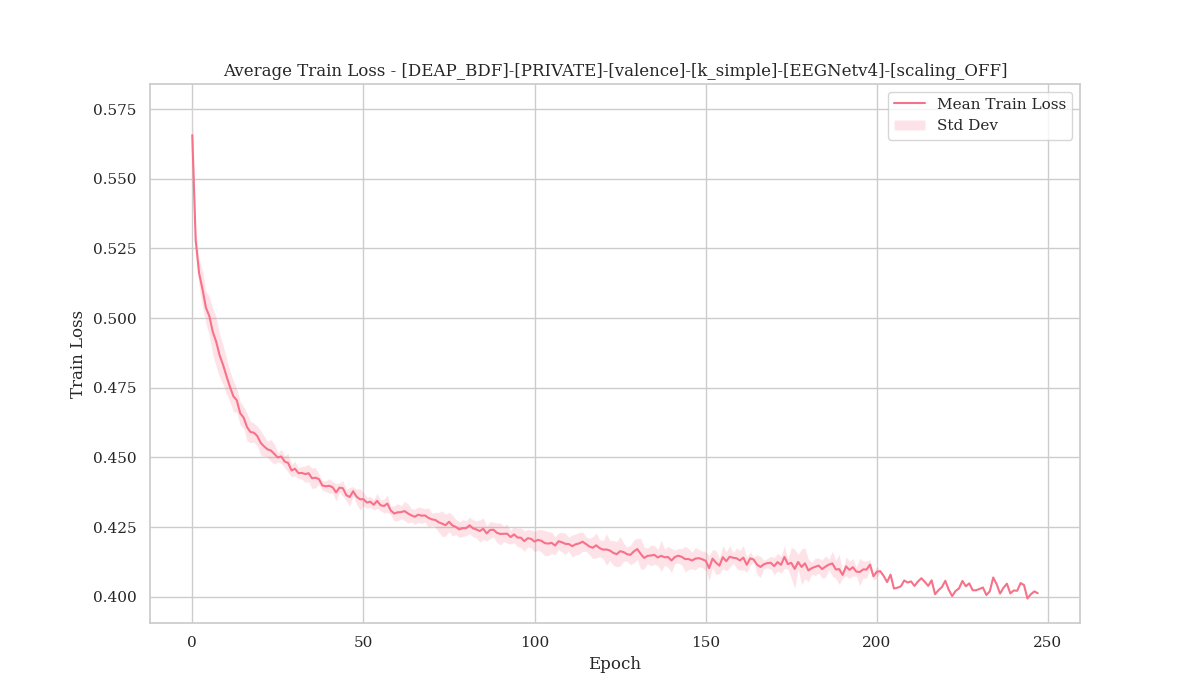 Average Train Loss - [DEAP_BDF]-[PRIVATE]-[valence]-[k_simple]-[EEGNetv4]-[scaling_OFF]
Mean Train Loss
Std Dev
0.575
0.550
0.525
0.500
0.475
0.450
0.425
0.400
Train Loss
0 50 100 150 200 250
Epoch